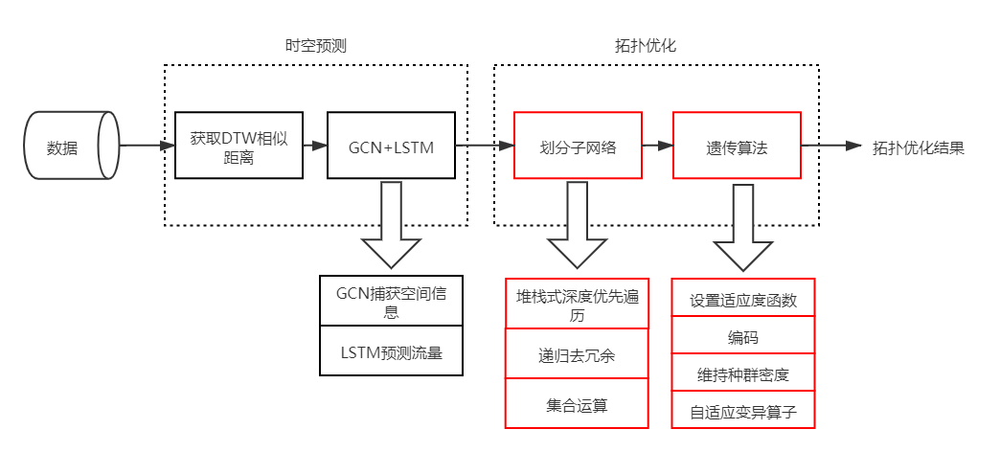 时空预测
拓扑优化
数据
获取DTW相似
距离
GCN+LSTM
划分子网络
遗传算法
拓扑优化结果
GCN捕获空间信
息
LSTM预测流量
堆栈式深度优先遍
历
递归去冗余
集合运算
设置适应度函数
编码
维持种群密度
自适应变异算子